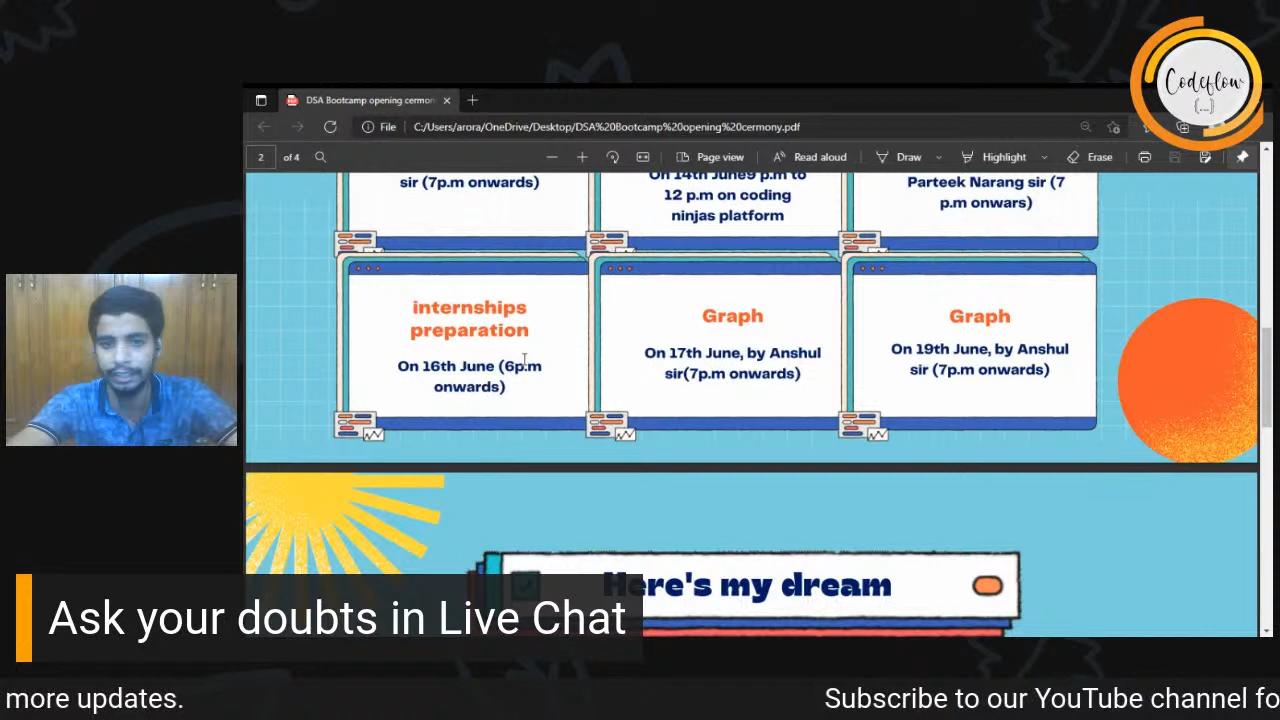 Codeflow
{...}
DSA Bootcamp opening cermon
File
C:/Users/arora/OneDrive/Desktop/DSA%20Bootcamp%20opening%20cermony.pdf
2 of 4
Page view
Read aloud
Draw
Highlight
Erase
sir (7p.m onwards)
On 14th June9 p.m to
12 p.m on coding
ninjas platform
Parteek Narang sir (7
p.m onwars)
internships
preparation
On 16th June (6p.m
onwards)
Graph
On 17th June, by Anshul
sir(7p.m onwards)
Graph
On 19th June, by Anshul
sir (7p.m onwards)
Here's my dream
Ask your doubts in Live Chat
more updates.
Subscribe to our YouTube channel fo